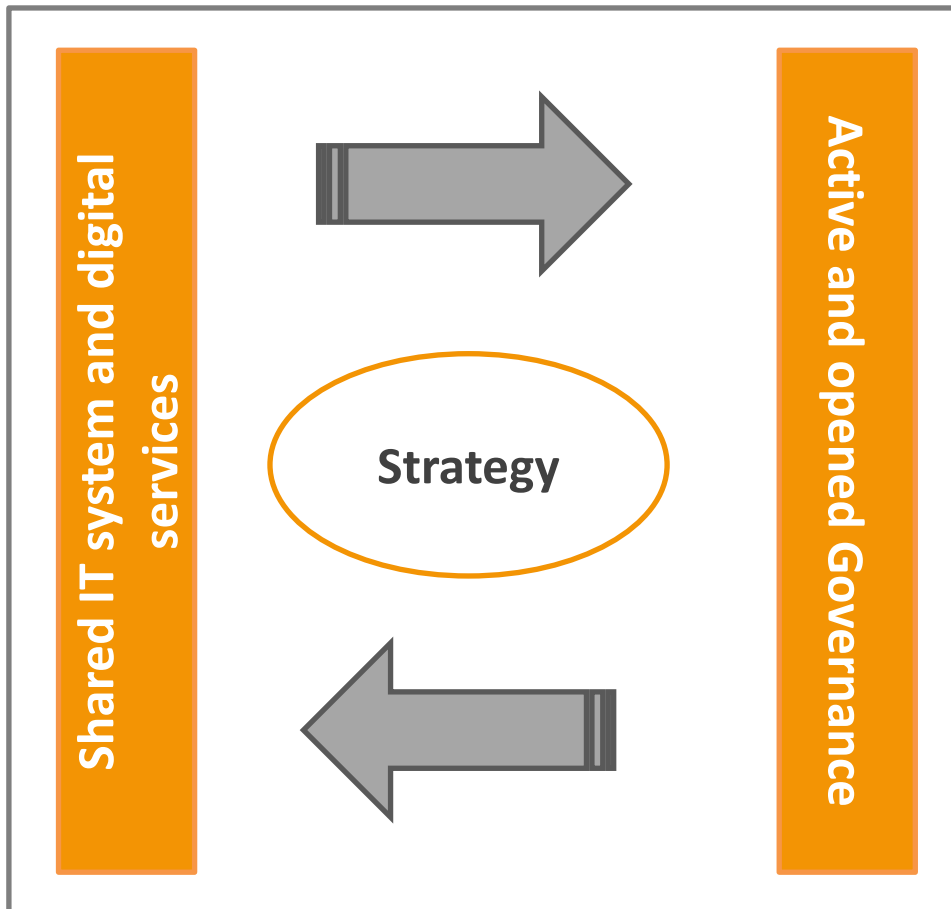 Shared IT system and digital
services
Strategy
Active and opened Governance